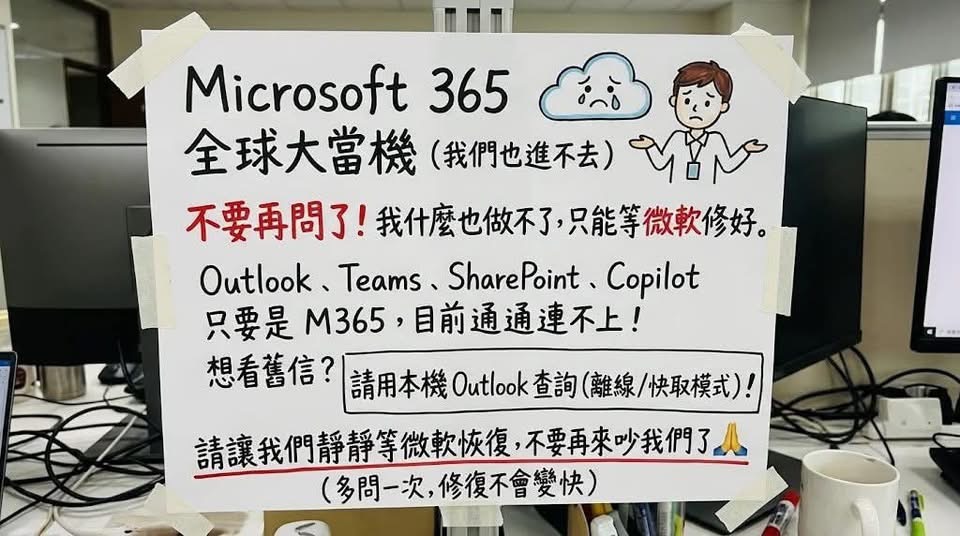 Microsoft 365
全球大當機(我們也進不去)
不要再問了!我什麼也做不了,只能等微軟修好。
Outlook、Teams、SharePoint、Copilot
只要是 M365,目前通通連不上!
想看舊信?請用本機 Outlook 查詢(離線/快取模式)!
請讓我們靜靜等微軟恢復,不要再來吵我們了🙏
(多問一次,修復不會變快)